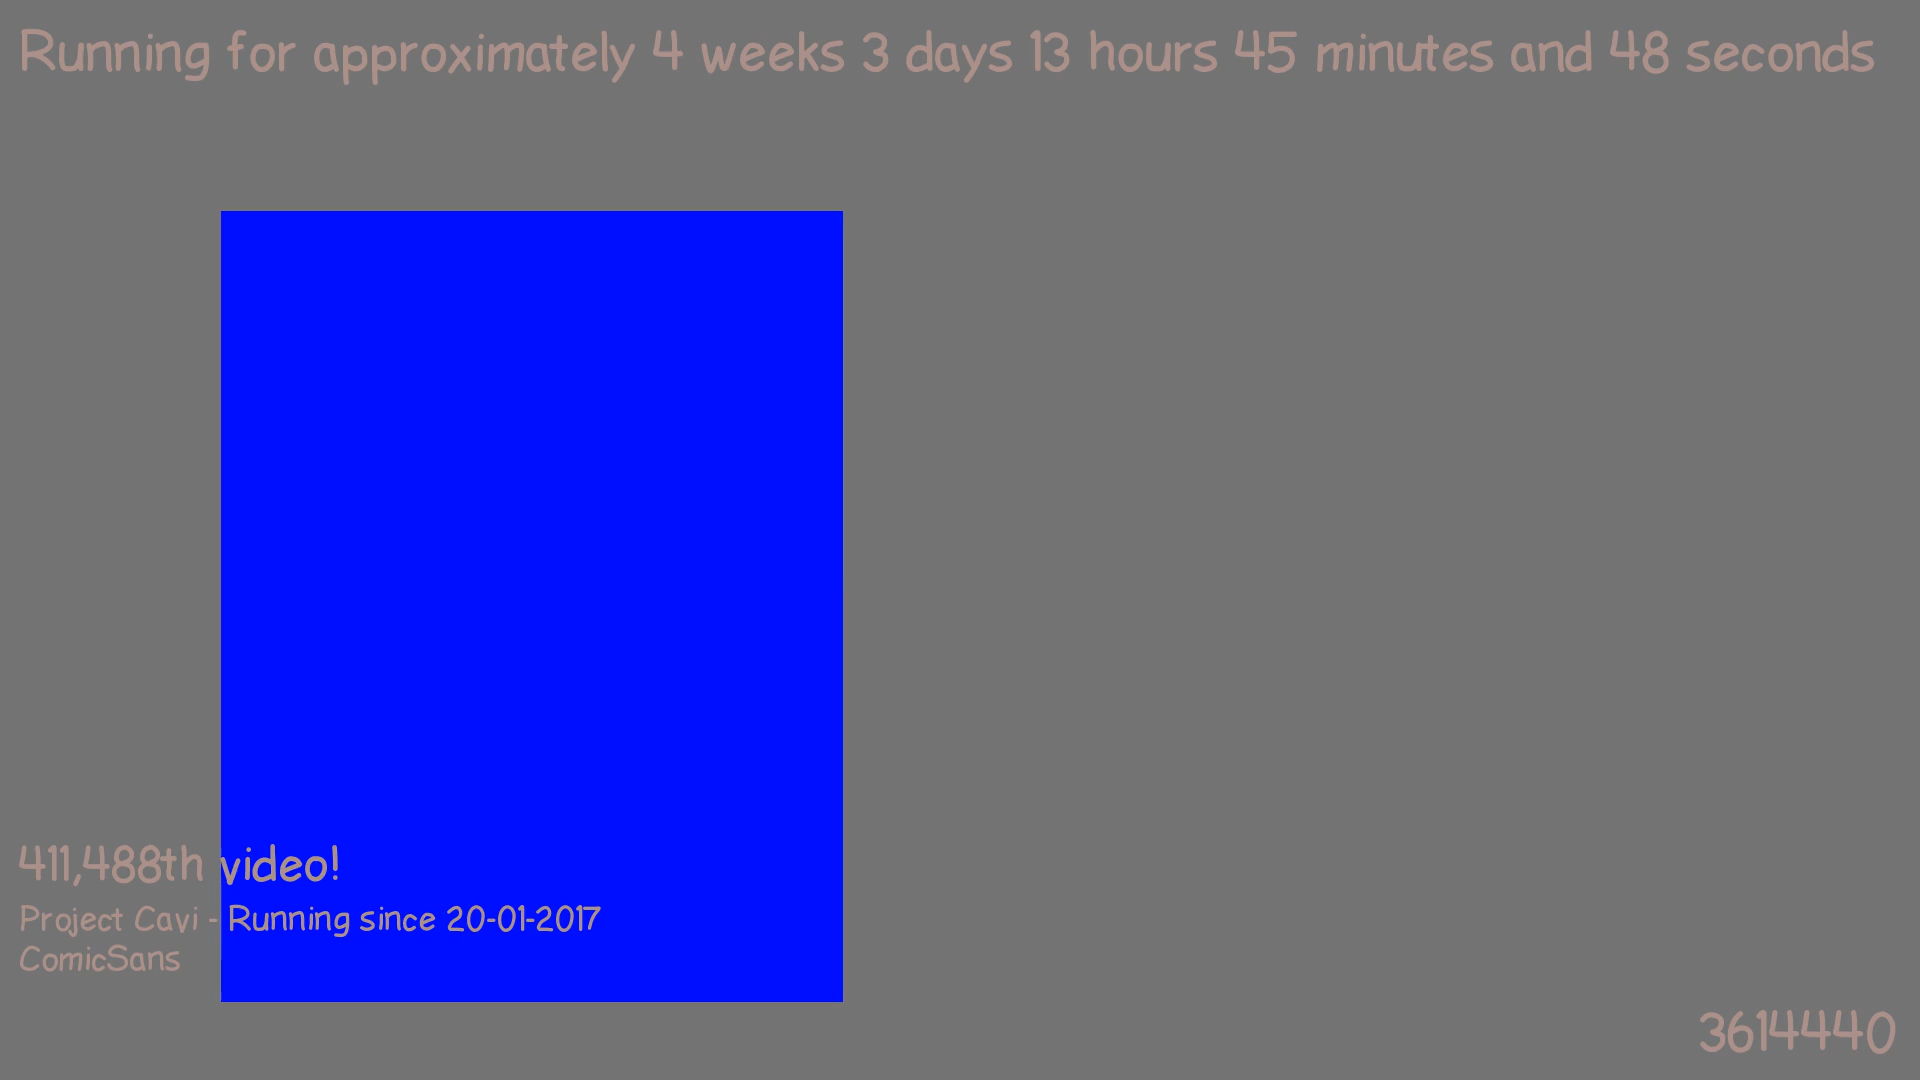 Running for approximately 4 weeks 3 days 13 hours 45 minutes and 48 seconds
411,488th video!
Project Cavi - Running since 20-01-2017
ComicSans
3614440